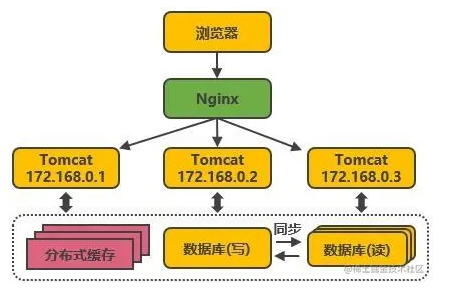 浏览器
Nginx
Tomcat
172.168.0.1
Tomcat
172.168.0.2
Tomcat
172.168.0.3
分布式缓存
数据库(写)
同步
数据库(读)
@稀土掘金技术社区